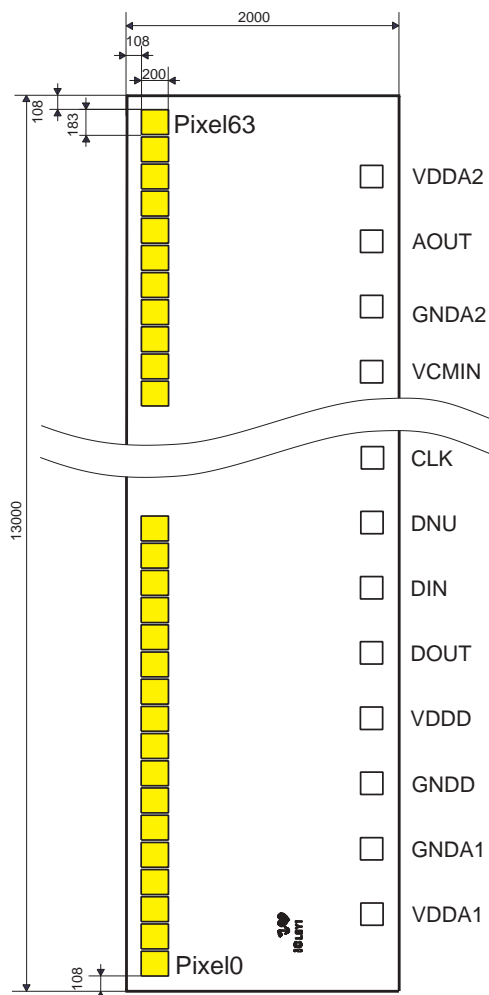 2000
108
200
108
183
Pixel63
VDDA2
AOUT
GNDA2
VCMIN
CLK
13000
DNU
DIN
DOUT
VDDD
GNDD
GNDA1
VDDA1
Pixel0
108